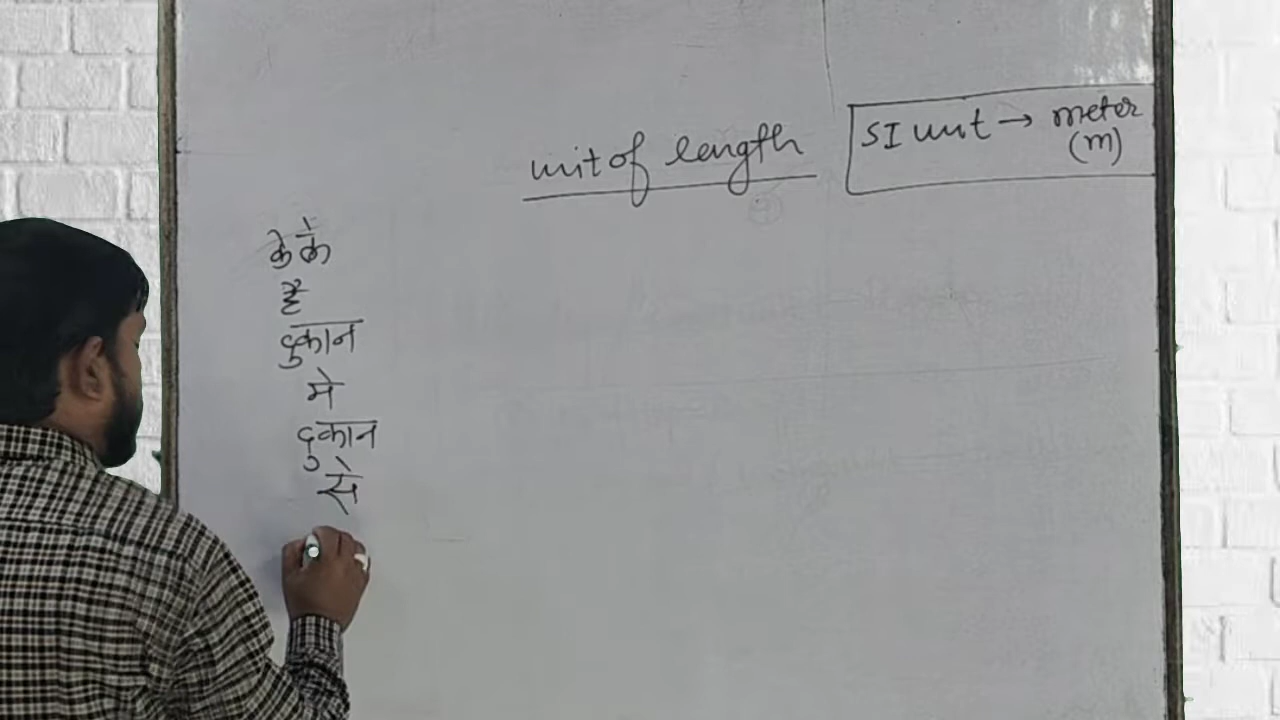 unit of length
SI unit → meter
(m)
के के
है
दुकान
मे
दुकान
से